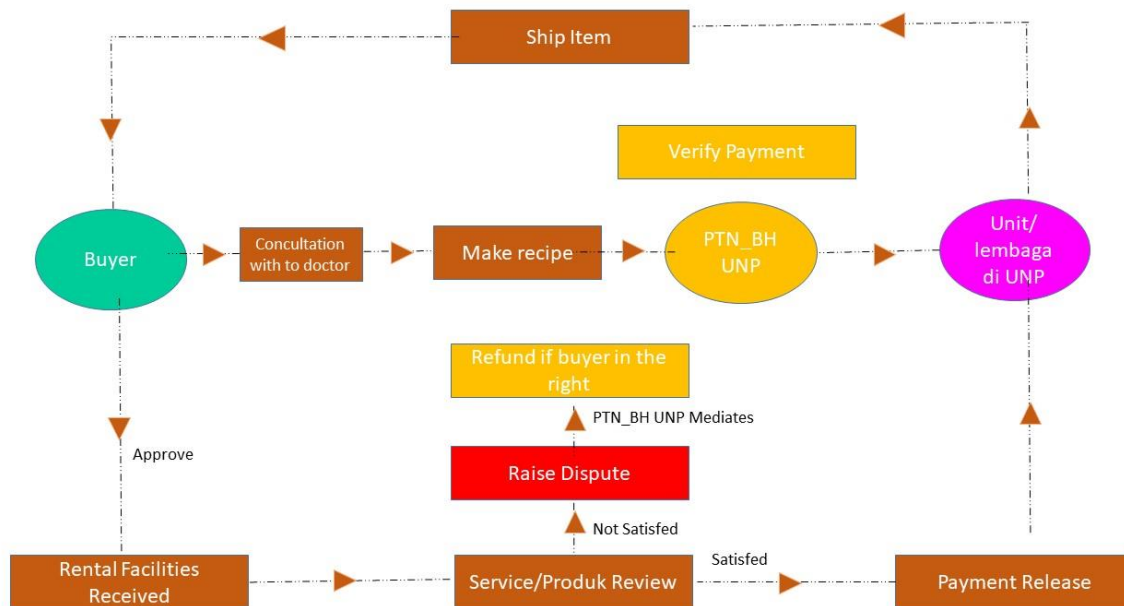 Ship Item
Verify Payment
Buyer
Concultation
with to doctor
Make recipe
PTN_BH
UNP
Unit/
lembaga
di UNP
Refund if buyer in the
right
PTN_BH UNP Mediates
Approve
Raise Dispute
Not Satisfed
Rental Facilities
Received
Service/Produk Review
Satisfed
Payment Release